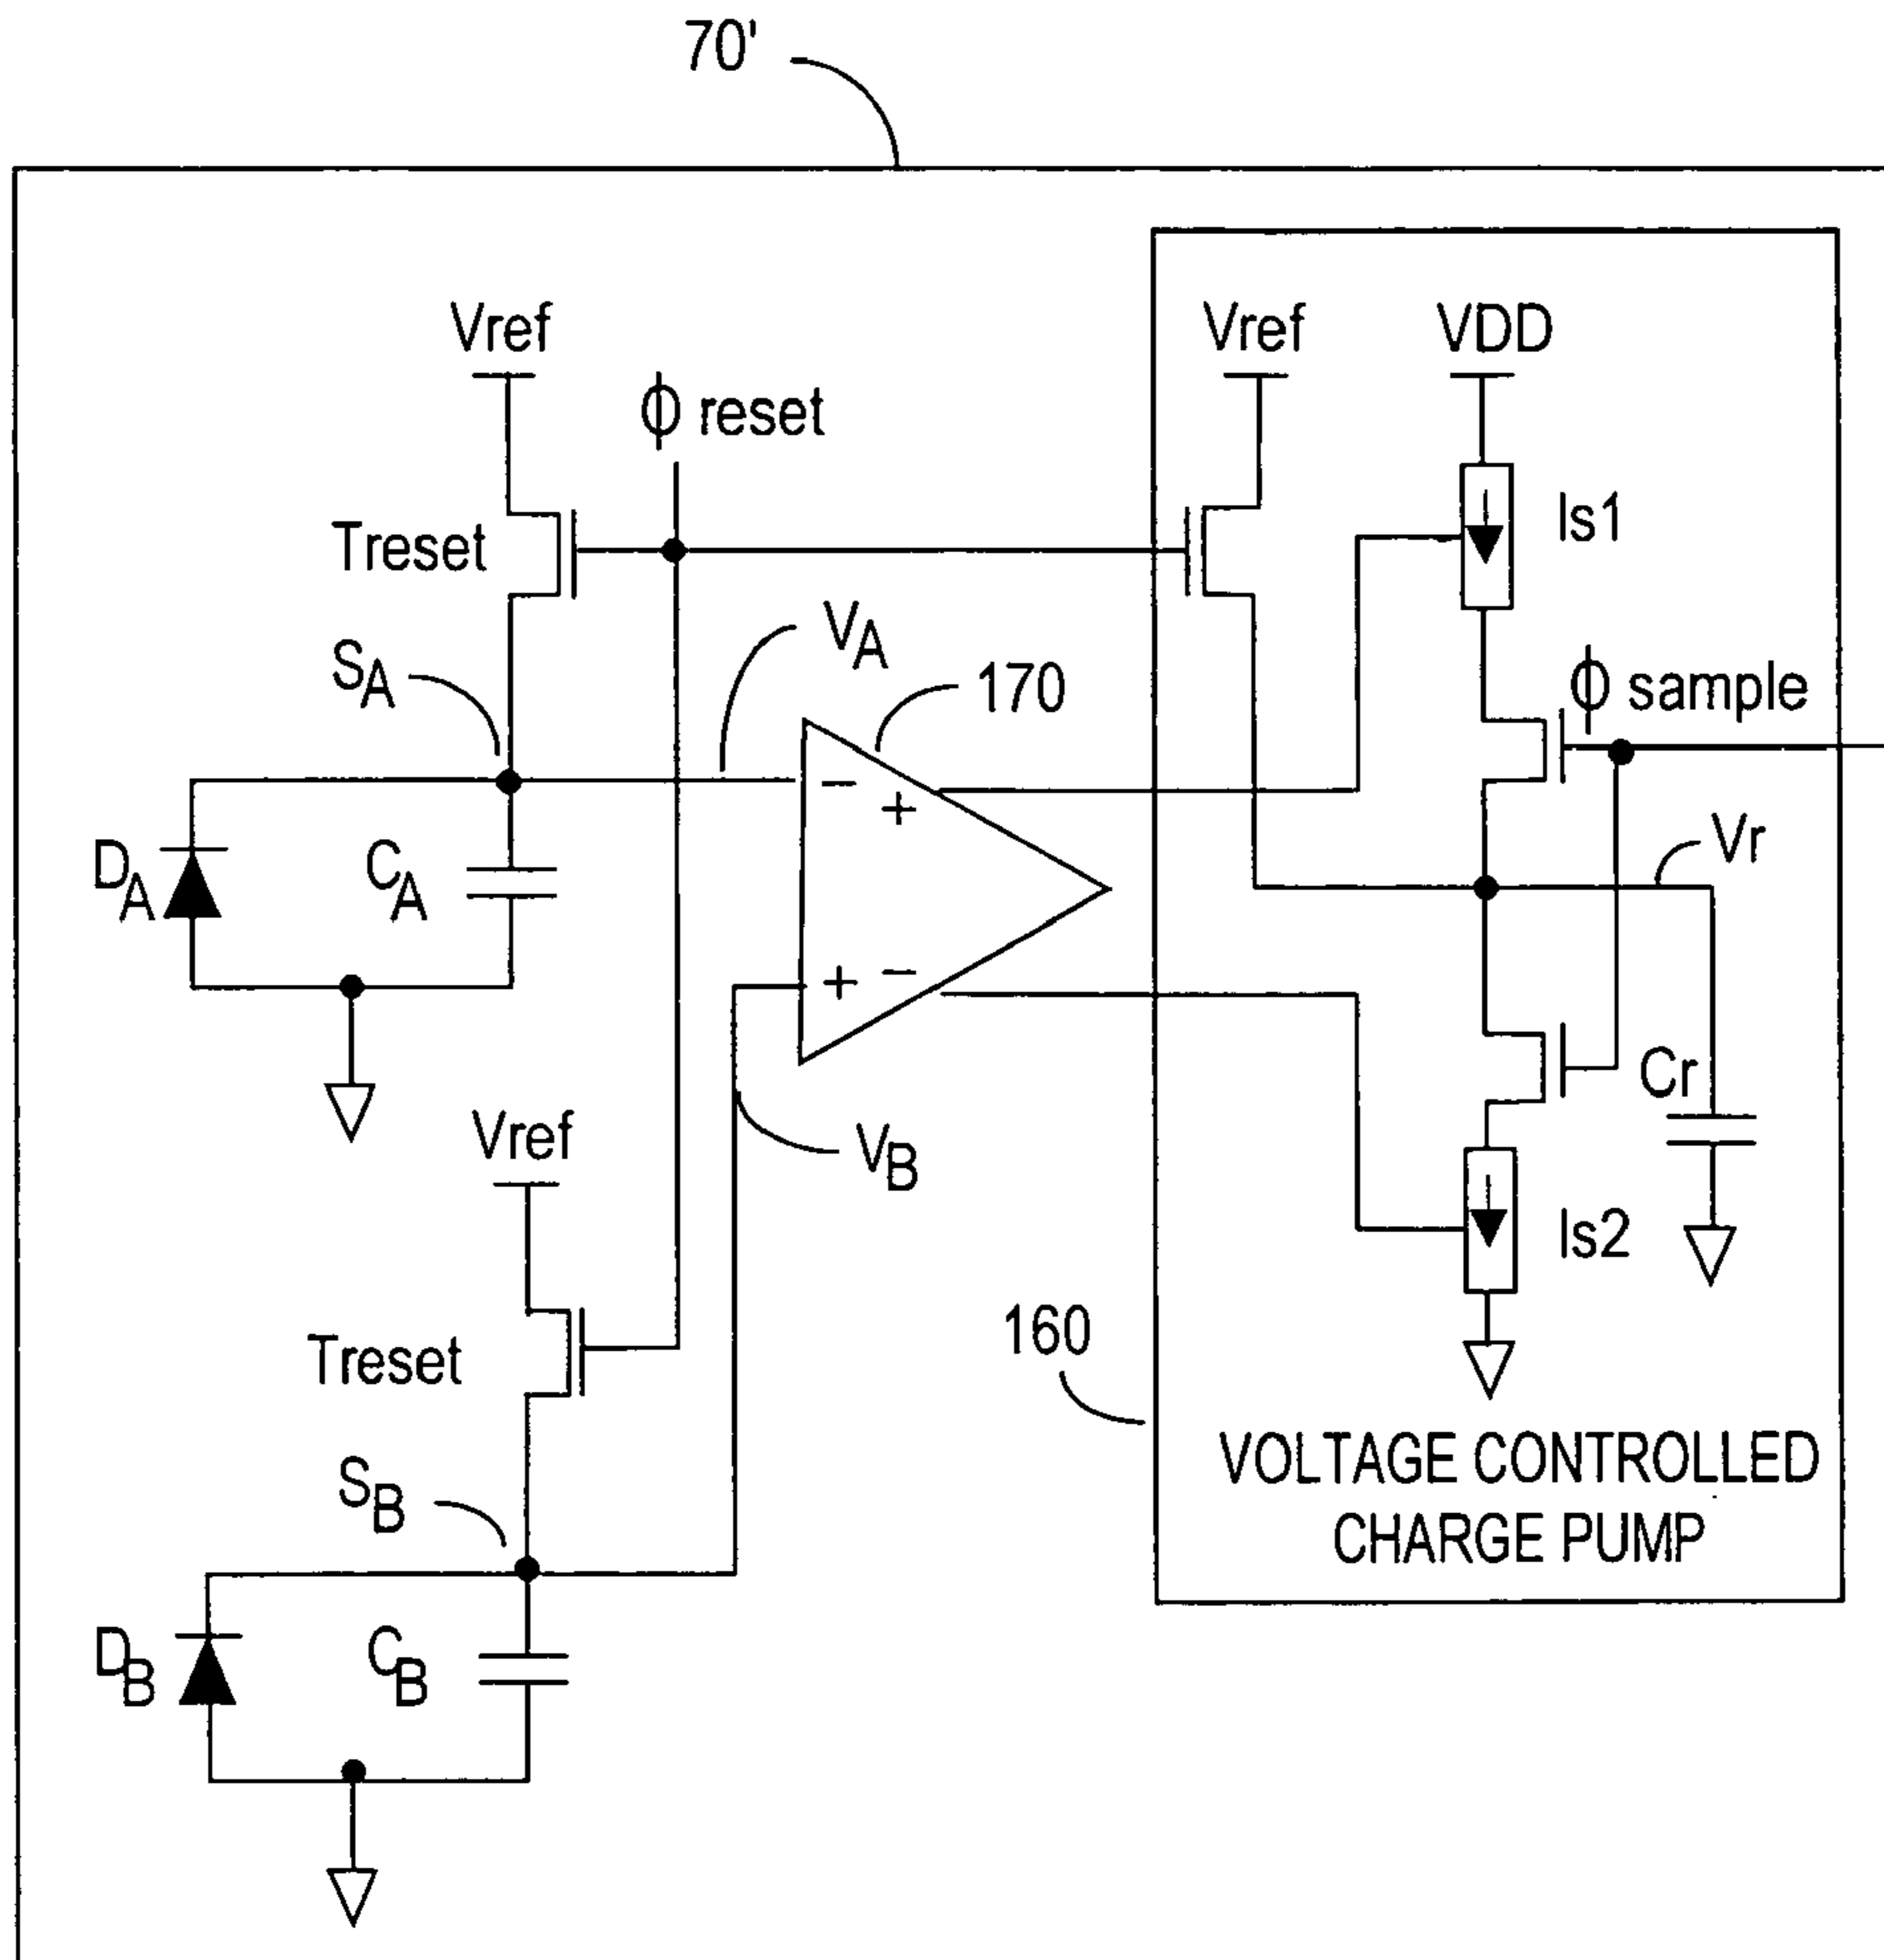 70'
Vref
Vref
VDD
ϕ reset
Is1
Treset
VA
SA
170
ϕ sample
−
+
Vr
DA
CA
+
−
Cr
Vref
VB
Is2
160
Treset
VOLTAGE CONTROLLED
CHARGE PUMP
SB
DB
CB